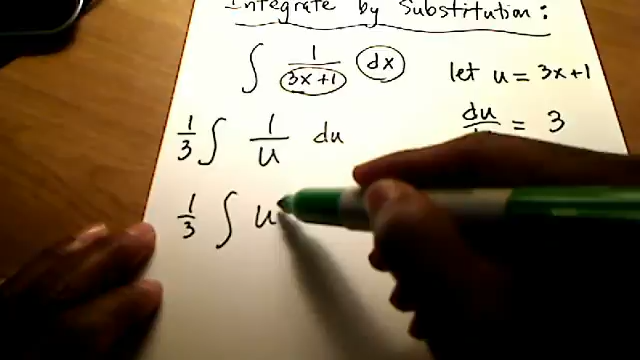 Integrate by Substitution:
∫ 1/(3x+1) dx
let u = 3x+1
1/3 ∫ 1/u du
du = 3
1/3 ∫ u